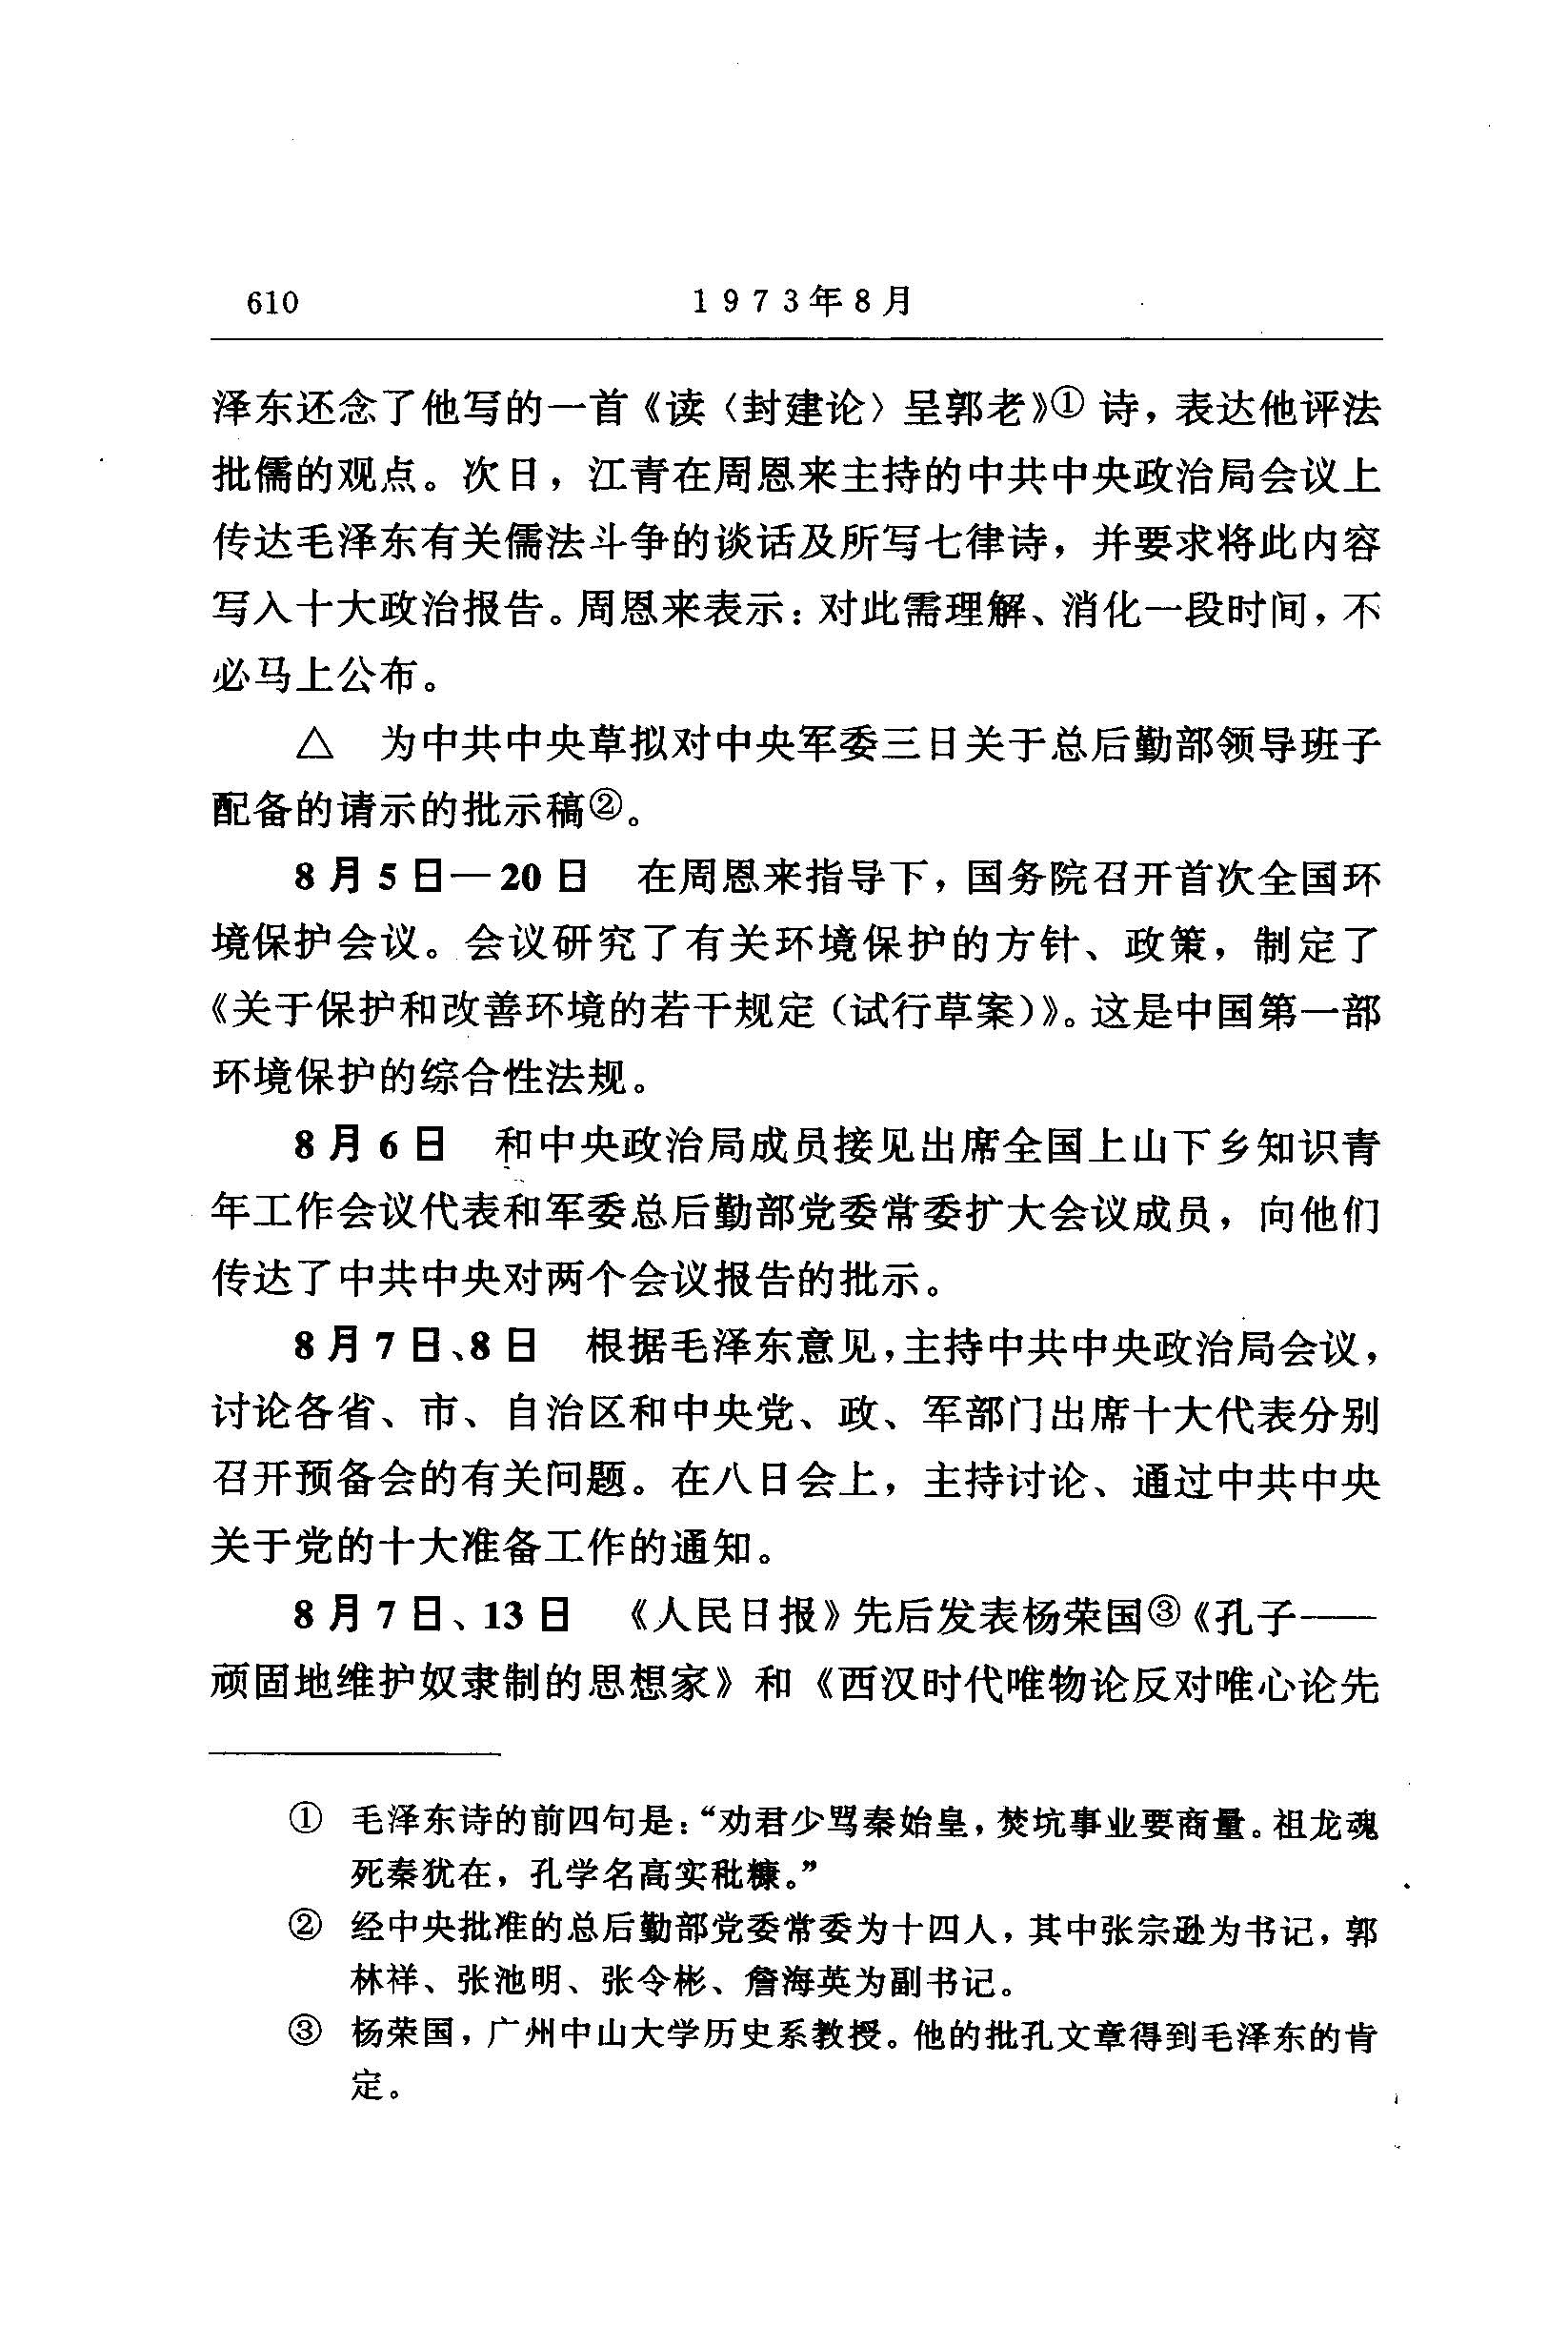 610
1973年8月
泽东还念了他写的一首《读〈封建论〉呈郭老》① 诗，表达他评法
批儒的观点。次日，江青在周恩来主持的中共中央政治局会议上
传达毛泽东有关儒法斗争的谈话及所写七律诗，并要求将此内容
写入十大政治报告。周恩来表示：对此需理解、消化一段时间，不
必马上公布。
△　为中共中央草拟对中央军委三日关于总后勤部领导班子
配备的请示的批示稿②。
8月5日—20日　在周恩来指导下，国务院召开首次全国环
境保护会议。会议研究了有关环境保护的方针、政策，制定了
《关于保护和改善环境的若干规定（试行草案）》。这是中国第一部
环境保护的综合性法规。
8月6日　和中央政治局成员接见出席全国上山下乡知识青
年工作会议代表和军委总后勤部党委常委扩大会议成员，向他们
传达了中共中央对两个会议报告的批示。
8月7日、8日　根据毛泽东意见，主持中共中央政治局会议，
讨论各省、市、自治区和中央党、政、军部门出席十大代表分别
召开预备会的有关问题。在八日会上，主持讨论、通过中共中央
关于党的十大准备工作的通知。
8月7日、13日　《人民日报》先后发表杨荣国③《孔子——
顽固地维护奴隶制的思想家》和《西汉时代唯物论反对唯心论先
① 毛泽东诗的前四句是：“劝君少骂秦始皇，焚坑事业要商量。祖龙魂
死秦犹在，孔学名高实秕糠。”
② 经中央批准的总后勤部党委常委为十四人，其中张宗逊为书记，郭
林祥、张池明、张令彬、詹海英为副书记。
③ 杨荣国，广州中山大学历史系教授。他的批孔文章得到毛泽东的肯
定。